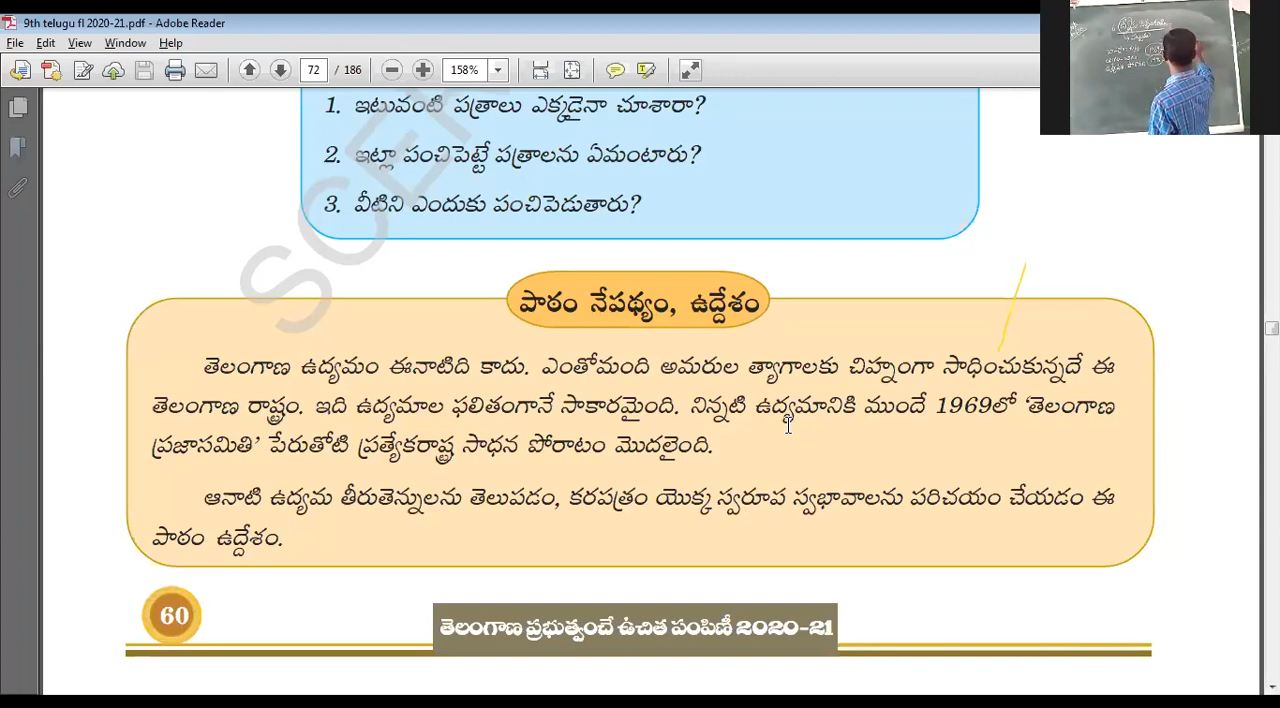 9th telugu fl 2020-21.pdf - Adobe Reader
File Edit View Window Help
72 / 186 158%
1. ఇటువంటి పత్రాలు ఎక్కడైనా చూశారా?
2. ఇట్లా పంచిపెట్టే పత్రాలను ఏమంటారు?
3. వీటిని ఎందుకు పంచిపెడుతారు?
పాఠం నేపథ్యం, ఉద్దేశం
తెలంగాణ ఉద్యమం ఈనాటిది కాదు. ఎంతోమంది అమరుల త్యాగాలకు చిహ్నంగా సాధించుకున్నదే ఈ
తెలంగాణ రాష్ట్రం. ఇది ఉద్యమాల ఫలితంగానే సాకారమైంది. నిన్నటి ఉద్యమానికి ముందే 1969లో 'తెలంగాణ
ప్రజాసమితి' పేరుతోటి ప్రత్యేకరాష్ట్ర సాధన పోరాటం మొదలైంది.
ఆనాటి ఉద్యమ తీరుతెన్నులను తెలుపడం, కరపత్రం యొక్క స్వరూప స్వభావాలను పరిచయం చేయడం ఈ
పాఠం ఉద్దేశం.
60
తెలంగాణ ప్రభుత్వంచే ఉచిత పంపిణీ 2020-21
SCER